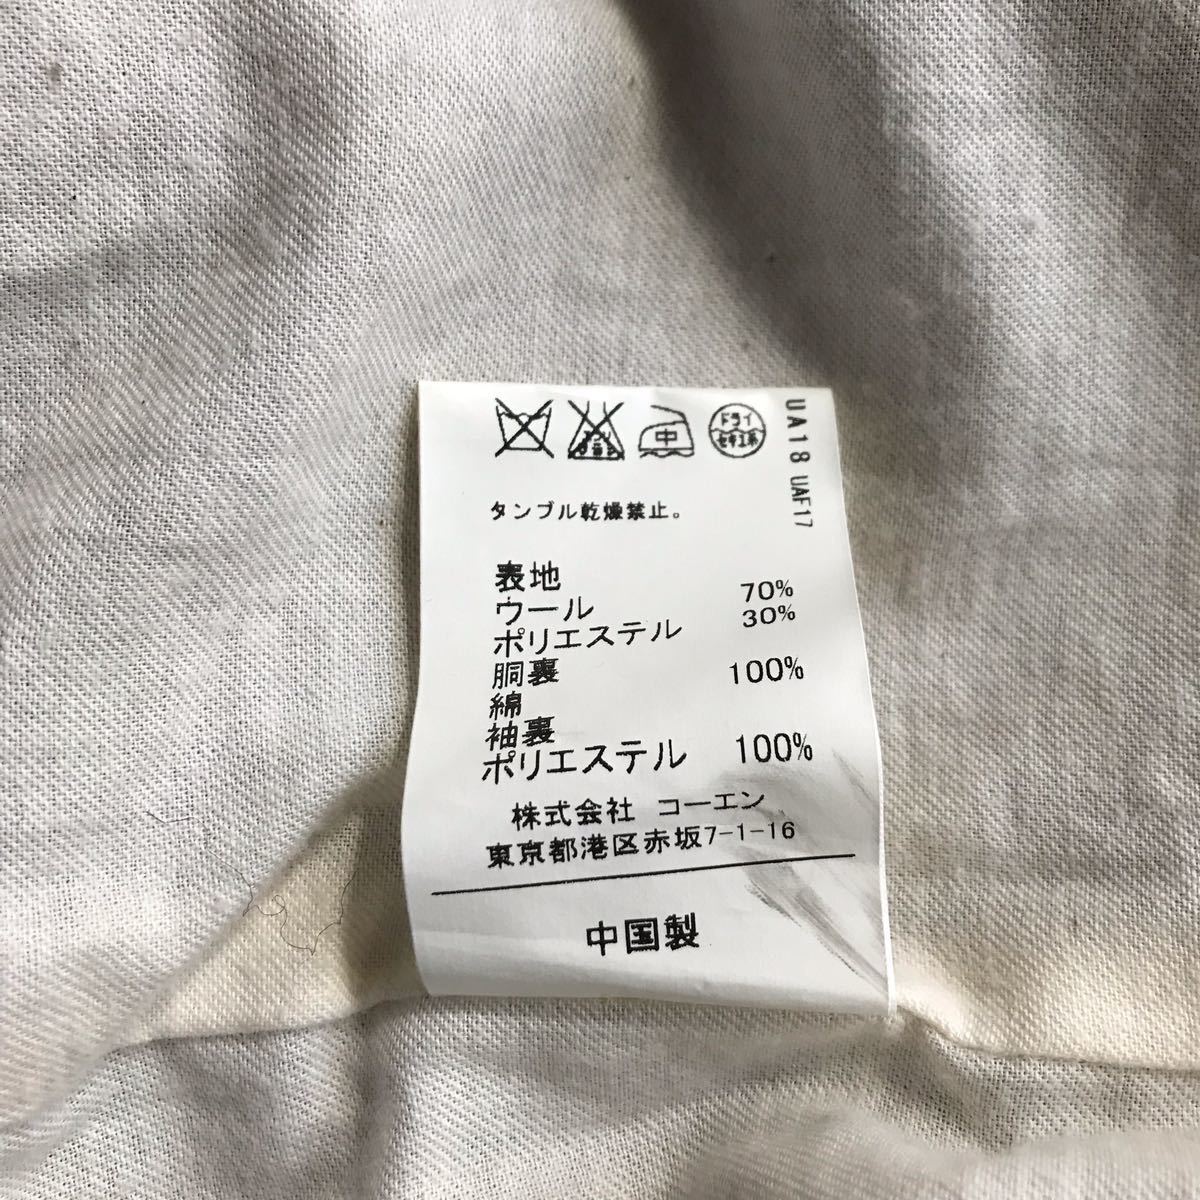 中
ドライ
セキユ系
UA18 UAF17
タンブル乾燥禁止。
表地
ウール 70%
ポリエステル 30%
胴裏
綿 100%
袖裏
ポリエステル 100%
株式会社 コーエン
東京都港区赤坂7-1-16
中国製